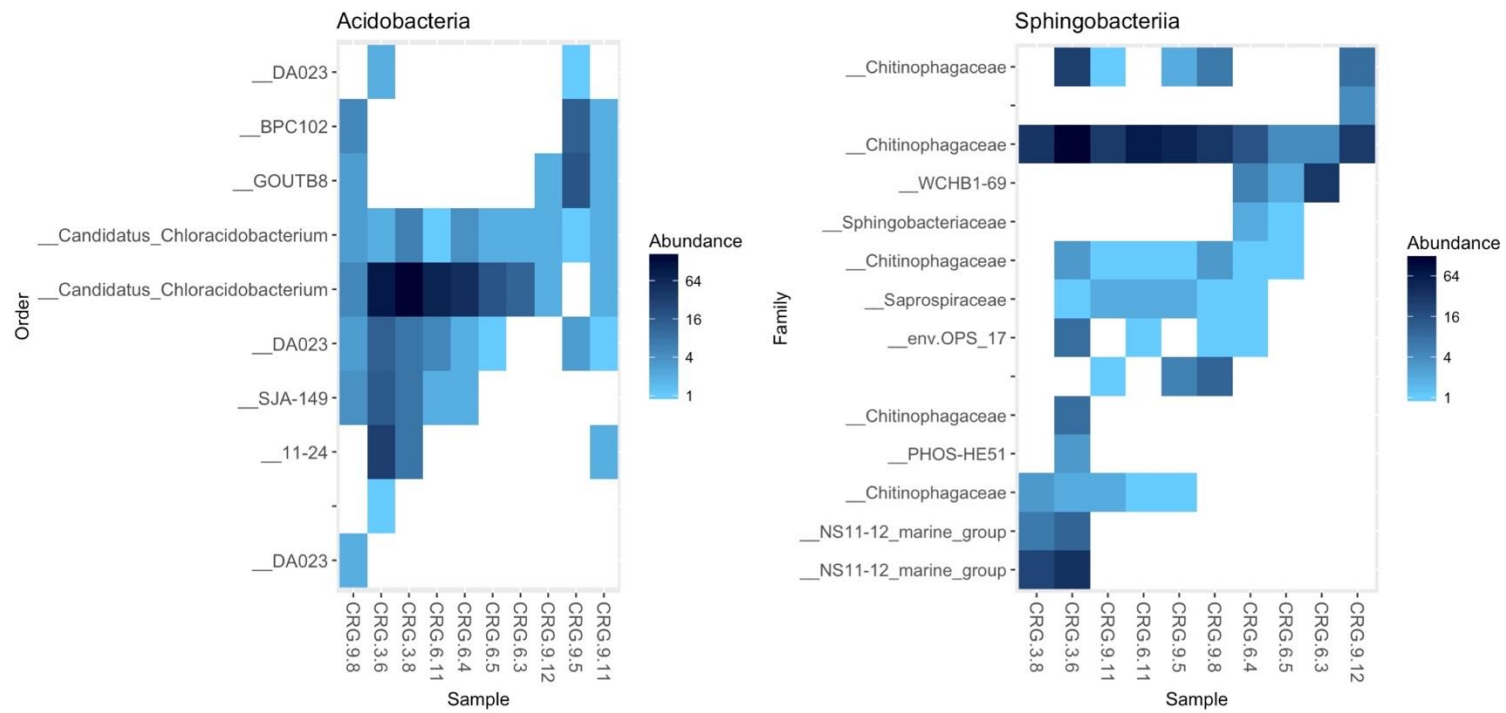 Acidobacteria
__DA023
__BPC102
__GOUTB8
__Candidatus_Chloracidobacterium
__Candidatus_Chloracidobacterium
__DA023
__SJA-149
__11-24
__DA023
Order
CRG.9.8
CRG.3.6
CRG.3.8
CRG.6.11
CRG.6.4
CRG.6.5
CRG.6.3
CRG.9.12
CRG.9.5
CRG.9.11
Sample
Abundance
64
16
4
1
Sphingobacteriia
__Chitinophagaceae
__Chitinophagaceae
__WCHB1-69
__Sphingobacteriaceae
__Chitinophagaceae
__Saprospiraceae
__env.OPS_17
__Chitinophagaceae
__PHOS-HE51
__Chitinophagaceae
__NS11-12_marine_group
__NS11-12_marine_group
Family
CRG.3.8
CRG.3.6
CRG.9.11
CRG.6.11
CRG.9.5
CRG.9.8
CRG.6.4
CRG.6.5
CRG.6.3
CRG.9.12
Sample
Abundance
64
16
4
1